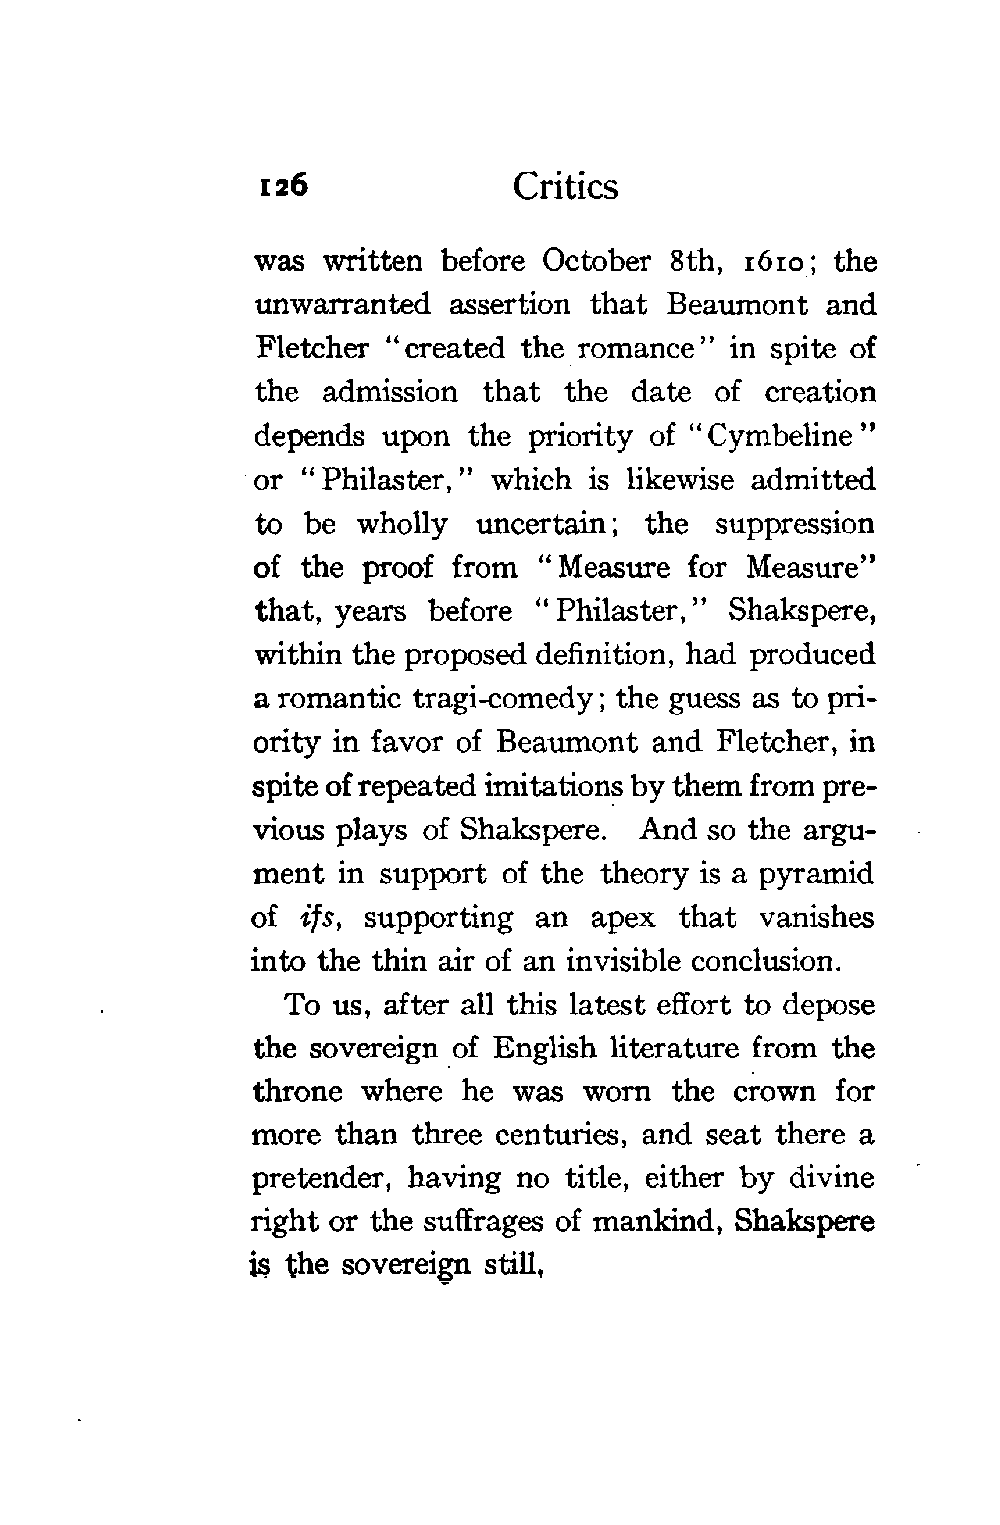 126 Critics
was written before October 8th, 1610; the
unwarranted assertion that Beaumont and
Fletcher "created the romance" in spite of
the admission that the date of creation
depends upon the priority of "Cymbeline"
or "Philaster," which is likewise admitted
to be wholly uncertain; the suppression
of the proof from "Measure for Measure"
that, years before "Philaster," Shakspere,
within the proposed definition, had produced
a romantic tragi-comedy; the guess as to pri-
ority in favor of Beaumont and Fletcher, in
spite of repeated imitations by them from pre-
vious plays of Shakspere. And so the argu-
ment in support of the theory is a pyramid
of ifs, supporting an apex that vanishes
into the thin air of an invisible conclusion.
To us, after all this latest effort to depose
the sovereign of English literature from the
throne where he was worn the crown for
more than three centuries, and seat there a
pretender, having no title, either by divine
right or the suffrages of mankind, Shakspere
is the sovereign still,